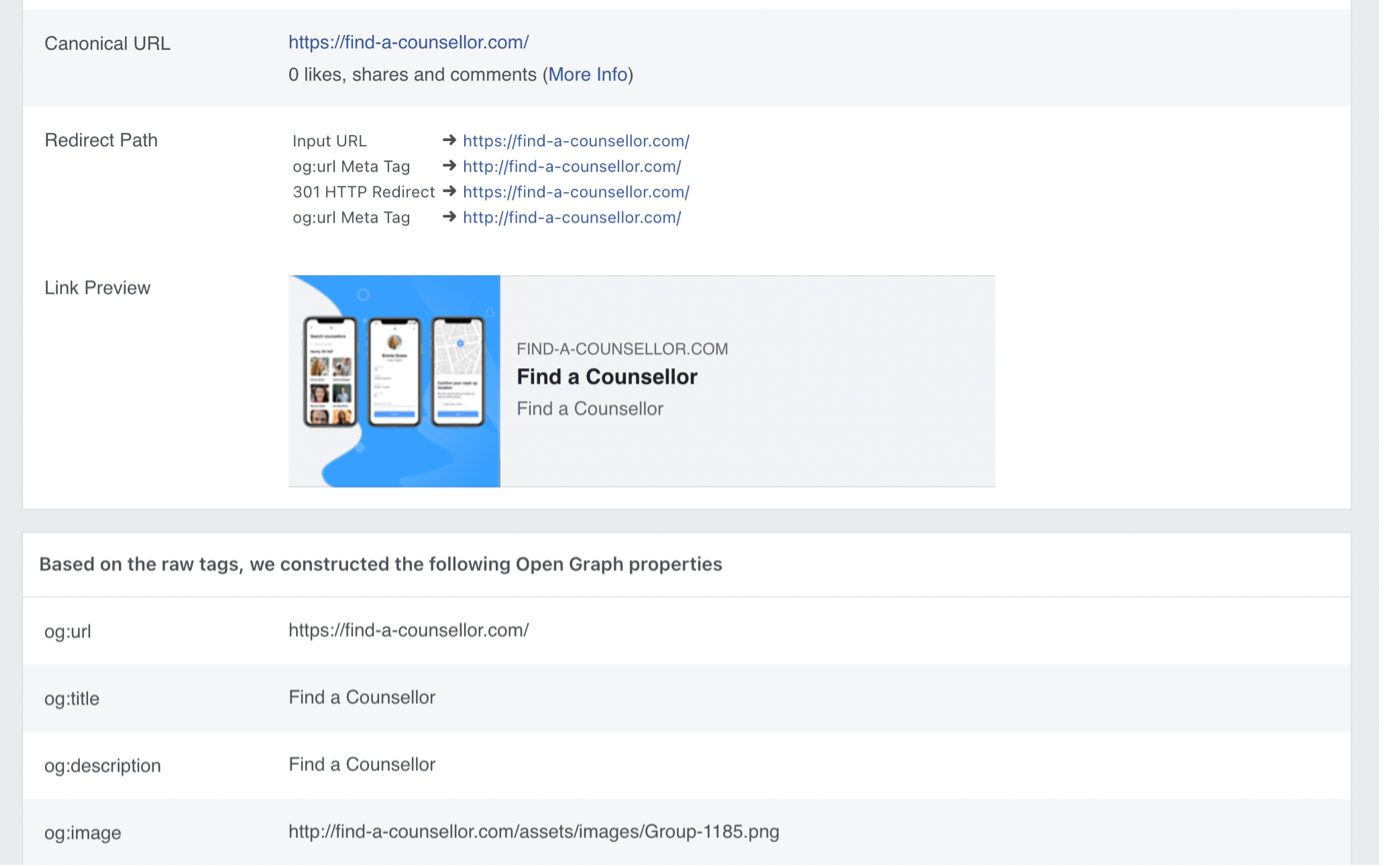 Canonical URL
https://find-a-counsellor.com/
0 likes, shares and comments (More Info)
Redirect Path
Input URL → https://find-a-counsellor.com/
og:url Meta Tag → http://find-a-counsellor.com/
301 HTTP Redirect → https://find-a-counsellor.com/
og:url Meta Tag → http://find-a-counsellor.com/
Link Preview
Search counsellors
Emma Grace
FIND-A-COUNSELLOR.COM
Find a Counsellor
Find a Counsellor
Based on the raw tags, we constructed the following Open Graph properties
og:url https://find-a-counsellor.com/
og:title Find a Counsellor
og:description Find a Counsellor
og:image http://find-a-counsellor.com/assets/images/Group-1185.png